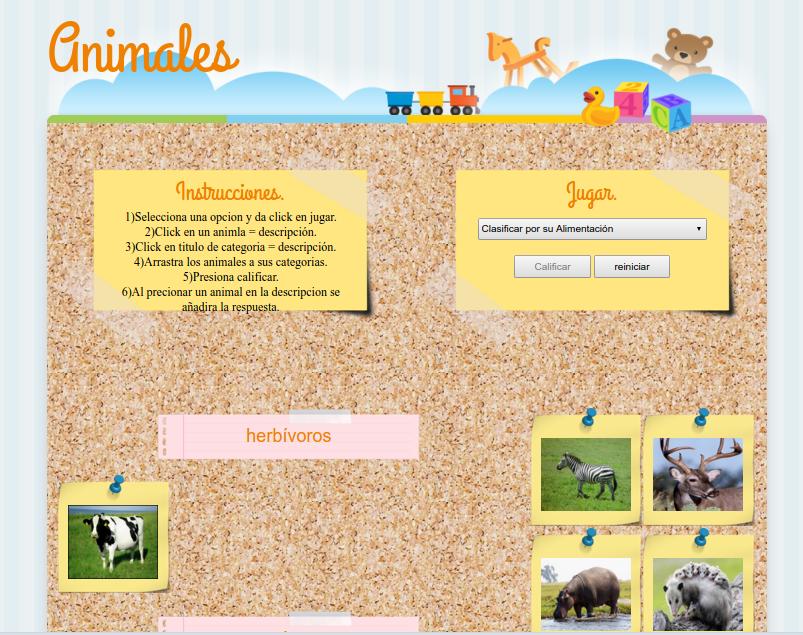 Animales
Instrucciones.
1)Selecciona una opcion y da click en jugar.
2)Click en un animla = descripción.
3)Click en titulo de categoria = descripción.
4)Arrastra los animales a sus categorias.
5)Presiona calificar.
6)Al precionar un animal en la descripcion se
añadira la respuesta.
Jugar.
Clasificar por su Alimentación
Calificar reiniciar
4 2
C A
herbívoros